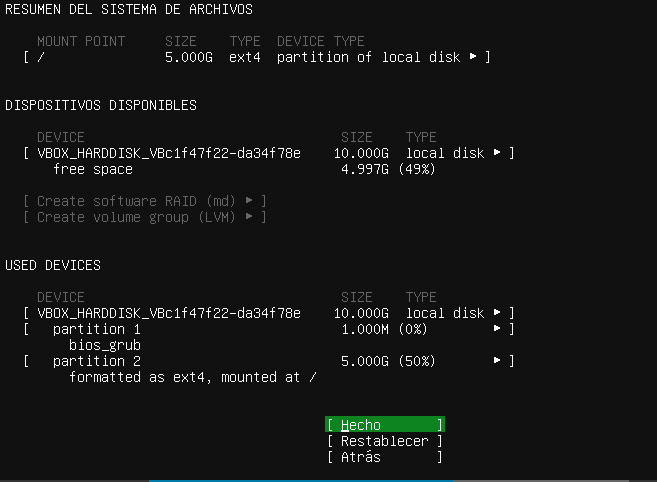 RESUMEN DEL SISTEMA DE ARCHIVOS
MOUNT POINT     SIZE    TYPE  DEVICE TYPE
[ /               5.000G  ext4  partition of local disk ▸ ]
DISPOSITIVOS DISPONIBLES
DEVICE                                SIZE    TYPE
[ VBOX_HARDDISK_VBc1f47f22-da34f78e    10.000G  local disk ▸ ]
free space                          4.997G (49%)
[ Create software RAID (md) ▸ ]
[ Create volume group (LVM) ▸ ]
USED DEVICES
DEVICE                                SIZE    TYPE
[ VBOX_HARDDISK_VBc1f47f22-da34f78e    10.000G  local disk ▸ ]
[   partition 1                         1.000M (0%)        ▸ ]
bios_grub
[   partition 2                         5.000G (50%)       ▸ ]
formatted as ext4, mounted at /
[ Hecho       ]
[ Restablecer ]
[ Atrás       ]